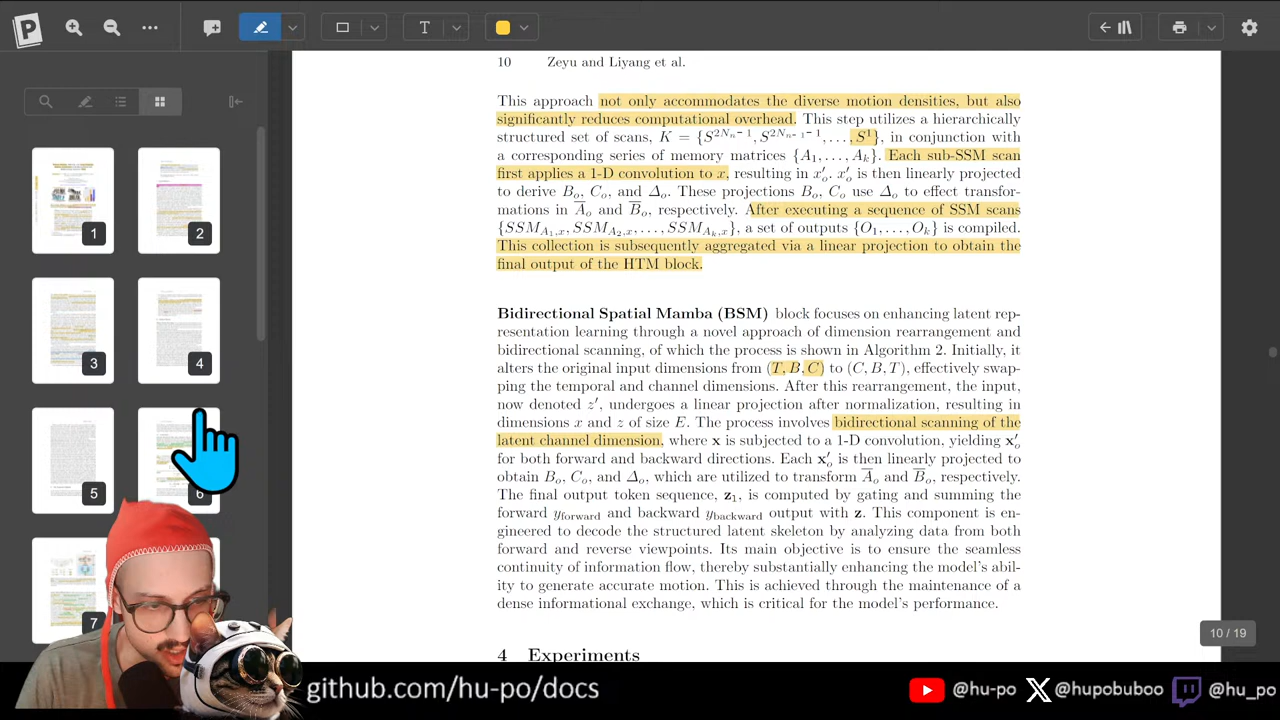 10 Zeyu and Liyang et al.
This approach not only accommodates the diverse motion densities, but also
significantly reduces computational overhead. This step utilizes a hierarchically
structured set of scans, K = {S^{2N_n−1}, S^{2N_{n−1}−1}, . . . , S^1}, in conjunction with
a corresponding series of memory matrices {A_1, . . . , A_k}. Each sub-SSM scan
first applies a 1-D convolution to x, resulting in x′_o. x′_o is then linearly projected
to derive B_o, C_o, and Δ_o. These projections B_o, C_o use Δ_o to effect transfor-
mations in A̅_o and B̅_o, respectively. After executing a sequence of SSM scans
{SSM_{A_1,x}, SSM_{A_2,x}, . . . , SSM_{A_k,x}}, a set of outputs {O_1, . . . , O_k} is compiled.
This collection is subsequently aggregated via a linear projection to obtain the
final output of the HTM block.
Bidirectional Spatial Mamba (BSM) block focuses on enhancing latent rep-
resentation learning through a novel approach of dimension rearrangement and
bidirectional scanning, of which the process is shown in Algorithm 2. Initially, it
alters the original input dimensions from (T, B, C) to (C, B, T), effectively swap-
ping the temporal and channel dimensions. After this rearrangement, the input,
now denoted z′, undergoes a linear projection after normalization, resulting in
dimensions x and z of size E. The process involves bidirectional scanning of the
latent channel dimension, where x is subjected to a 1-D convolution, yielding x′_o
for both forward and backward directions. Each x′_o is then linearly projected to
obtain B_o, C_o, and Δ_o, which are utilized to transform A̅_o and B̅_o, respectively.
The final output token sequence, z_1, is computed by gating and summing the
forward y_forward and backward y_backward output with z. This component is en-
gineered to decode the structured latent skeleton by analyzing data from both
forward and reverse viewpoints. Its main objective is to ensure the seamless
continuity of information flow, thereby substantially enhancing the model's abil-
ity to generate accurate motion. This is achieved through the maintenance of a
dense informational exchange, which is critical for the model's performance.
4 Experiments
10 / 19
1
2
3
4
5
6
7
T
P
github.com/hu-po/docs
@hu-po
@hupobuboo
@hu_po